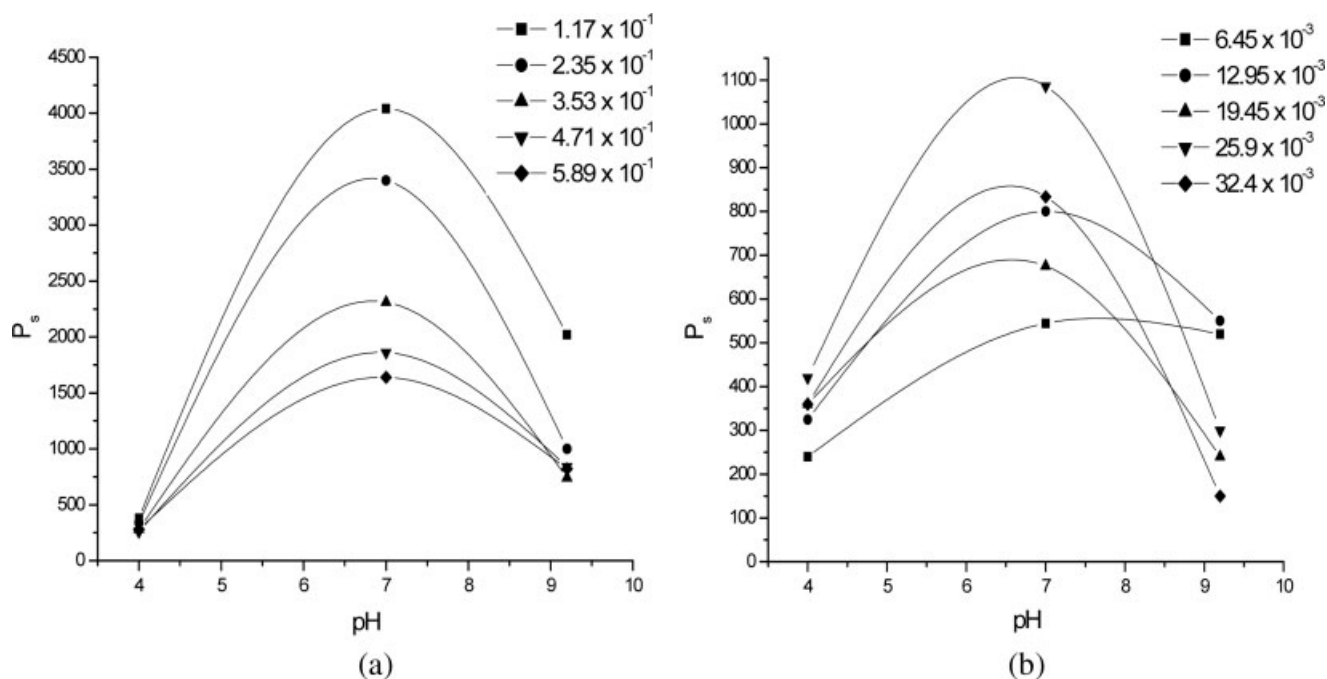 1.17 x 10⁻¹
2.35 x 10⁻¹
3.53 x 10⁻¹
4.71 x 10⁻¹
5.89 x 10⁻¹
4500
4000
3500
3000
2500
2000
1500
1000
500
0
Pₛ
4 5 6 7 8 9 10
pH
(a)
6.45 x 10⁻³
12.95 x 10⁻³
19.45 x 10⁻³
25.9 x 10⁻³
32.4 x 10⁻³
1100
1000
900
800
700
600
500
400
300
200
100
0
Pₛ
4 5 6 7 8 9 10
pH
(b)